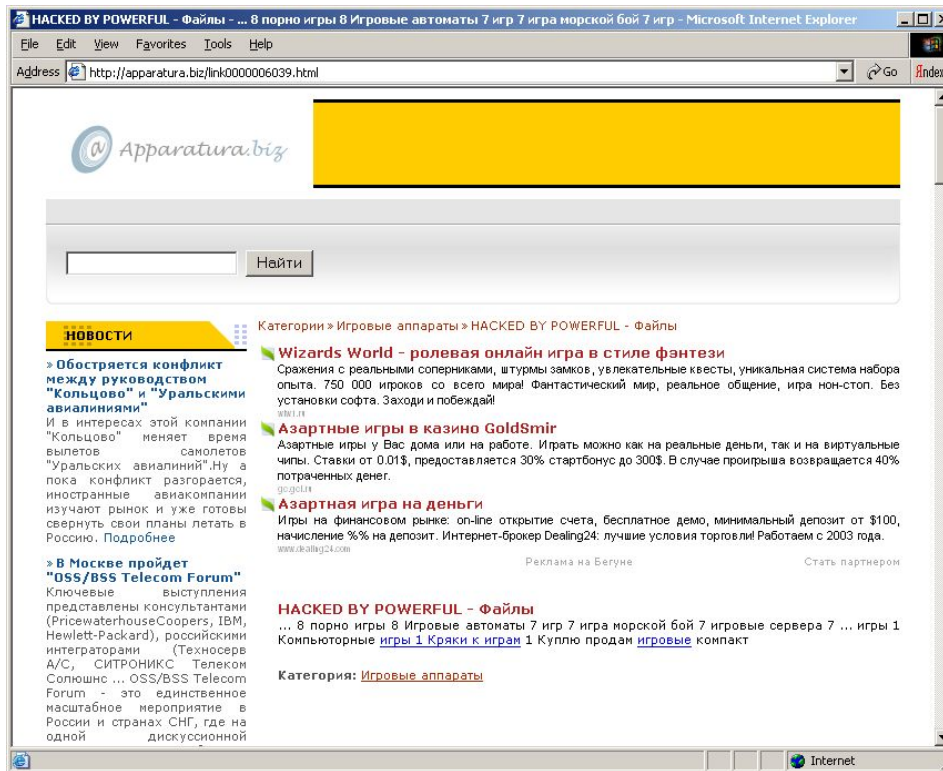 HACKED BY POWERFUL - Файлы - ... 8 порно игры 8 Игровые автоматы 7 игр 7 игра морской бой 7 игр - Microsoft Internet Explorer
File Edit View Favorites Tools Help
Address http://apparatura.biz/link0000006039.html Go Яndex
Apparatura.biz
Найти
НОВОСТИ
» Обостряется конфликт
между руководством
"Кольцово" и "Уральскими
авиалиниями"
И в интересах этой компании
"Кольцово" меняет время
вылетов самолетов
"Уральских авиалиний".Ну а
пока конфликт разгорается,
иностранные авиакомпании
изучают рынок и уже готовы
свернуть свои планы летать в
Россию. Подробнее
» В Москве пройдет
"OSS/BSS Telecom Forum"
Ключевые выступления
представлены консультантами
(PricewaterhouseCoopers, IBM,
Hewlett-Packard), российскими
интеграторами (Техносерв
А/С, СИТРОНИКС Телеком
Солюшнс ... OSS/BSS Telecom
Forum - это единственное
масштабное мероприятие в
России и странах СНГ, где на
одной дискуссионной
Категории » Игровые аппараты » HACKED BY POWERFUL - Файлы
Wizards World - ролевая онлайн игра в стиле фэнтези
Сражения с реальными соперниками, штурмы замков, увлекательные квесты, уникальная система набора
опыта. 750 000 игроков со всего мира! Фантастический мир, реальное общение, игра нон-стоп. Без
установки софта. Заходи и побеждай!
Азартные игры в казино GoldSmir
Азартные игры у Вас дома или на работе. Играть можно как на реальные деньги, так и на виртуальные
чипы. Ставки от 0.01$, предоставляется 30% стартбонус до 300$. В случае проигрыша возвращается 40%
потраченных денег.
Азартная игра на деньги
Игры на финансовом рынке: on-line открытие счета, бесплатное демо, минимальный депозит от $100,
начисление %% на депозит. Интернет-брокер Dealing24: лучшие условия торговли! Работаем с 2003 года.
www.dealing24.com
Реклама на Бегуне Стать партнером
HACKED BY POWERFUL - Файлы
... 8 порно игры 8 Игровые автоматы 7 игр 7 игра морской бой 7 игровые сервера 7 ... игры 1
Компьюторные игры 1 Кряки к играм 1 Куплю продам игровые компакт
Категория: Игровые аппараты
Internet